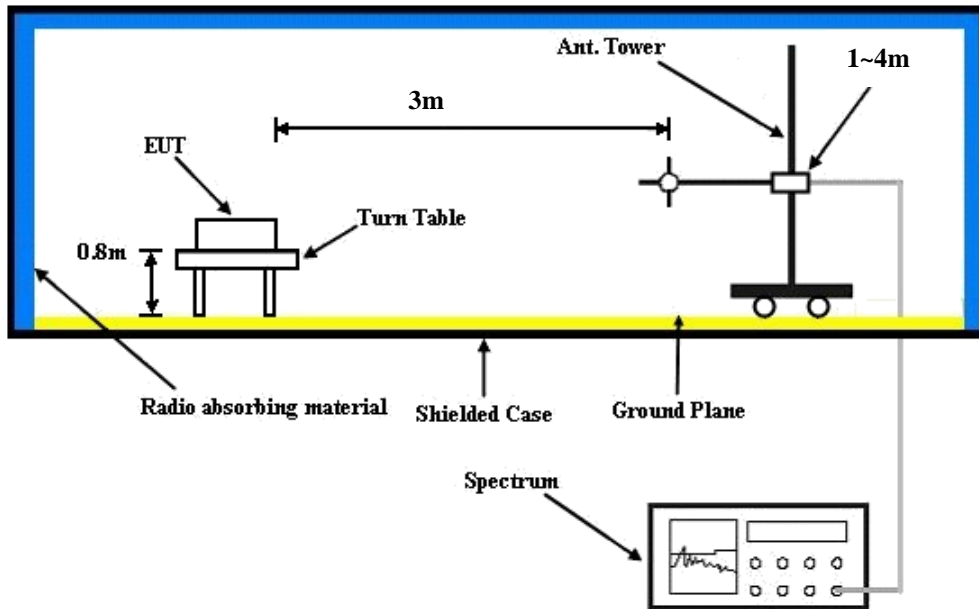 Ant. Tower
1~4m
3m
EUT
Turn Table
0.8m
Radio absorbing material
Shielded Case
Ground Plane
Spectrum